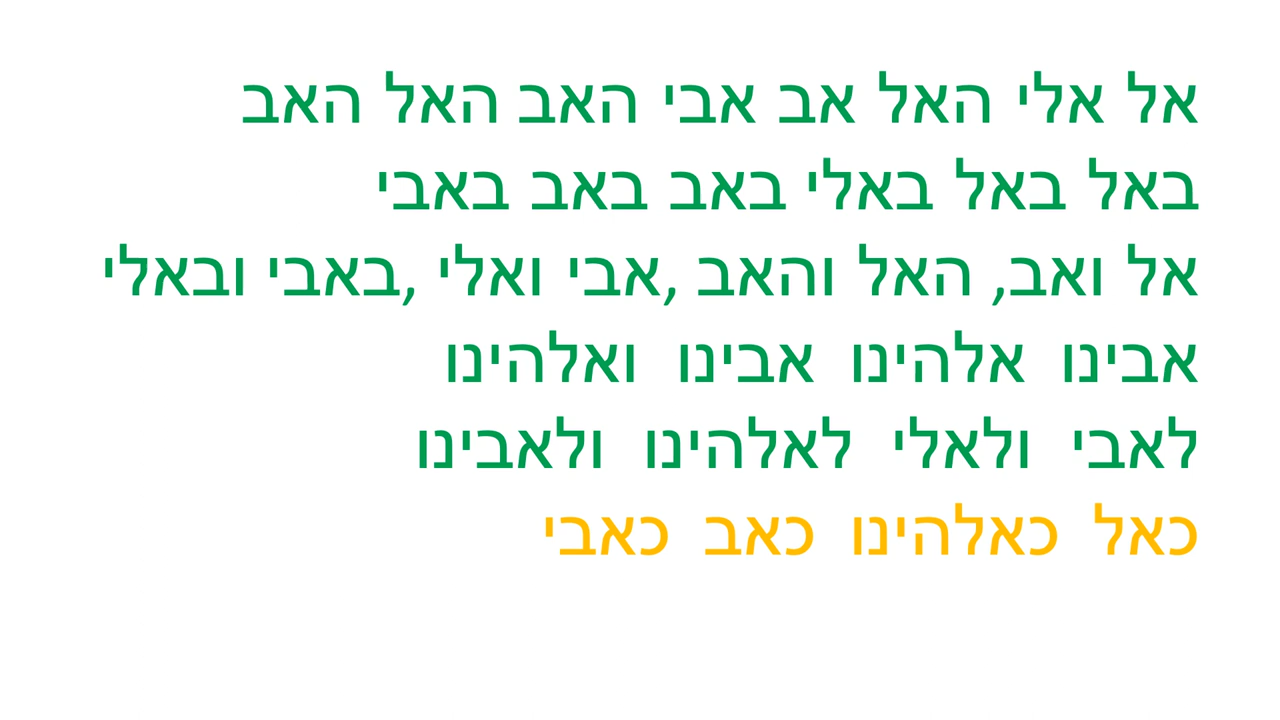 אל אלי האל אב אבי האב האל האב
באל באל באלי באב באב באבי
אל ואב, האל והאב ,אבי ואלי ,באבי ובאלי
אבינו אלהינו אבינו ואלהינו
לאבי ולאלי לאלהינו ולאבינו
כאל כאלהינו כאב כאבי